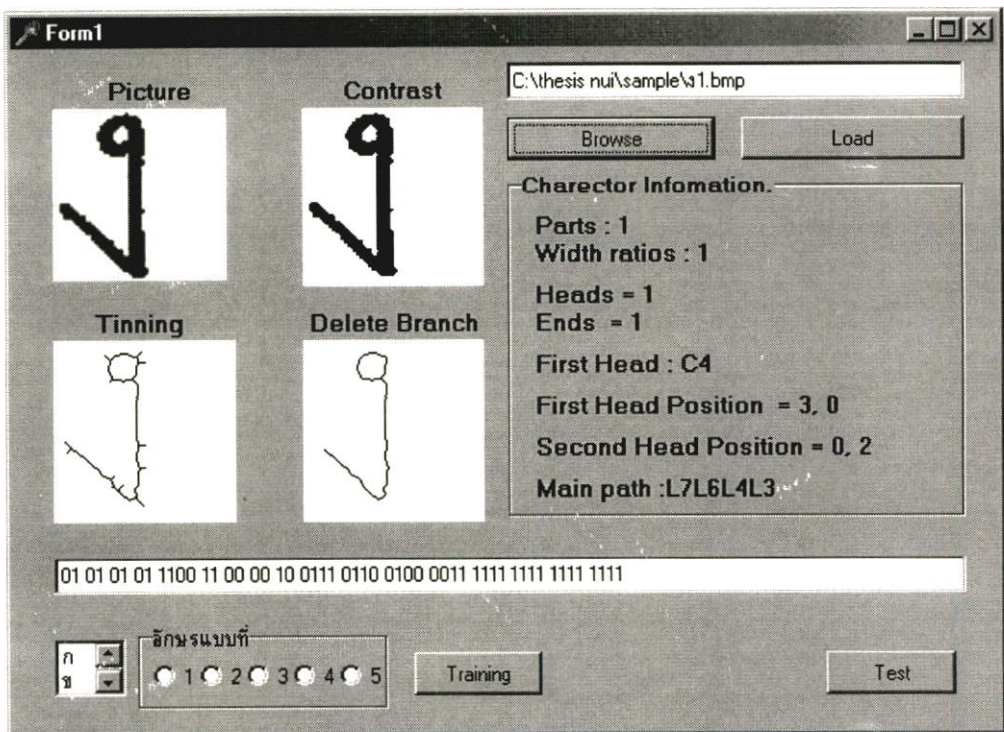 Form1
Picture
Contrast
C:\thesis nui\sample\ว1.bmp
Browse
Load
Charector Infomation.
Parts : 1
Width ratios : 1
Heads = 1
Ends = 1
Tinning
Delete Branch
First Head : C4
First Head Position = 3, 0
Second Head Position = 0, 2
Main path :L7L6L4L3
01 01 01 01 1100 11 00 00 10 0111 0110 0100 0011 1111 1111 1111 1111
อักษรแบบที่
ก
ข
1 2 3 4 5
Training
Test